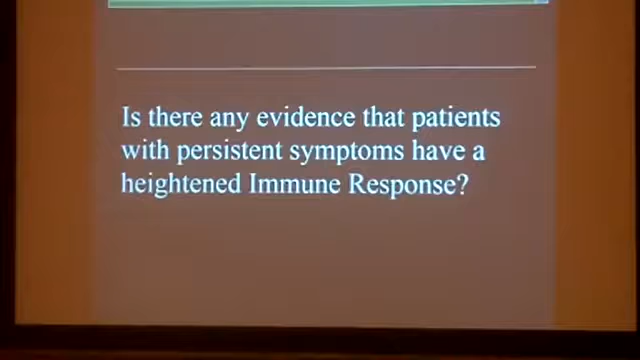 Is there any evidence that patients
with persistent symptoms have a
heightened Immune Response?